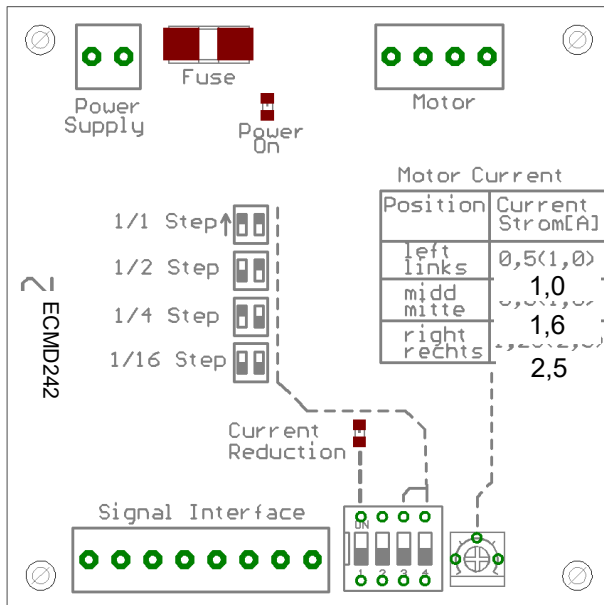 Fuse
Power
Supply
Power
On
Motor
Motor Current
Position
Current
Strom[A]
left
links
0,5(1,0)
1,0
midd
mitte
1,6
right
rechts
2,5
1/1 Step
1/2 Step
1/4 Step
1/16 Step
2
ECMD242
Current
Reduction
Signal Interface
ON
1 2 3 4